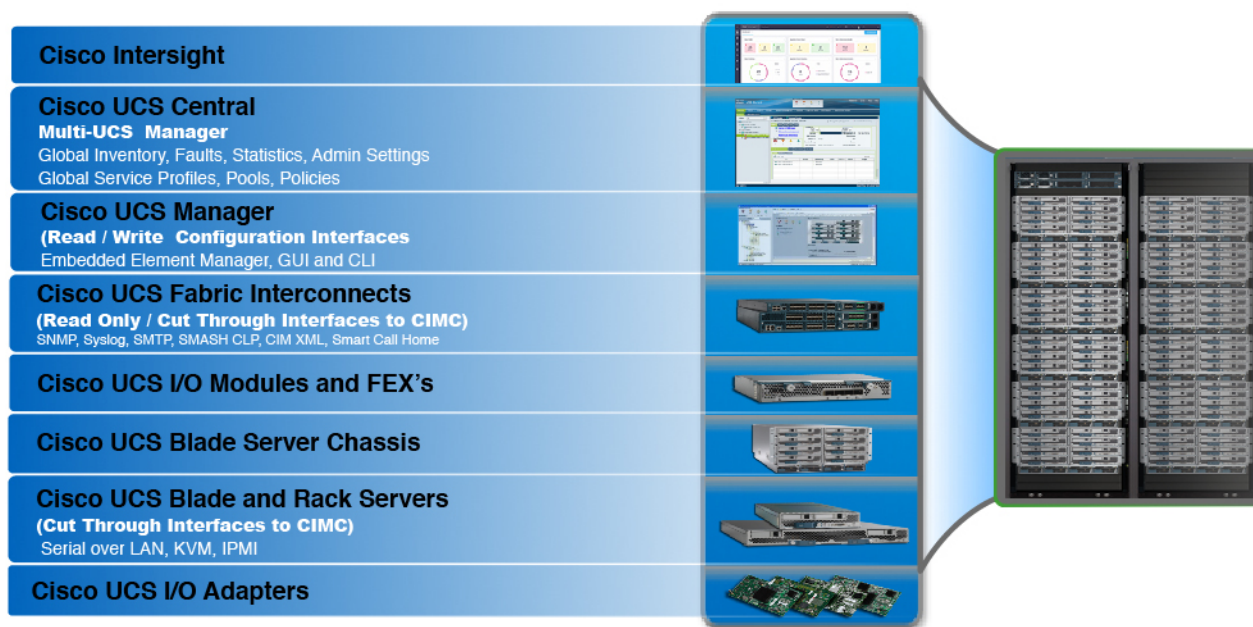 Cisco Intersight
Cisco UCS Central
Multi-UCS Manager
Global Inventory, Faults, Statistics, Admin Settings
Global Service Profiles, Pools, Policies
Cisco UCS Manager
(Read / Write Configuration Interfaces
Embedded Element Manager, GUI and CLI
Cisco UCS Fabric Interconnects
(Read Only / Cut Through Interfaces to CIMC)
SNMP, Syslog, SMTP, SMASH CLP, CIM XML, Smart Call Home
Cisco UCS I/O Modules and FEX's
Cisco UCS Blade Server Chassis
Cisco UCS Blade and Rack Servers
(Cut Through Interfaces to CIMC)
Serial over LAN, KVM, IPMI
Cisco UCS I/O Adapters